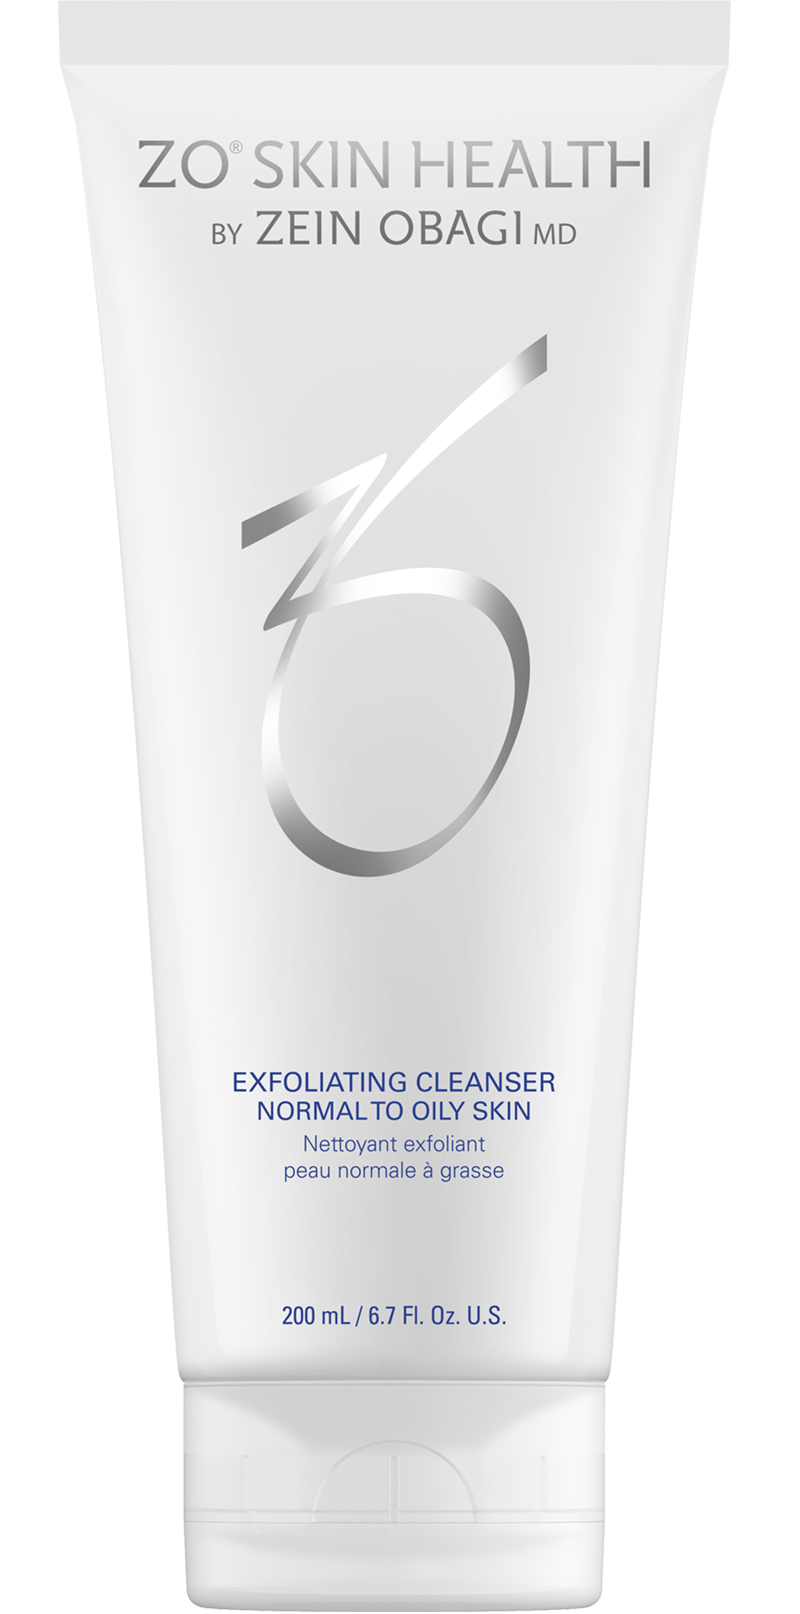 ZO® SKIN HEALTH
BY ZEIN OBAGI MD
EXFOLIATING CLEANSER
NORMAL TO OILY SKIN
Nettoyant exfoliant
peau normale à grasse
200 mL / 6.7 Fl. Oz. U.S.